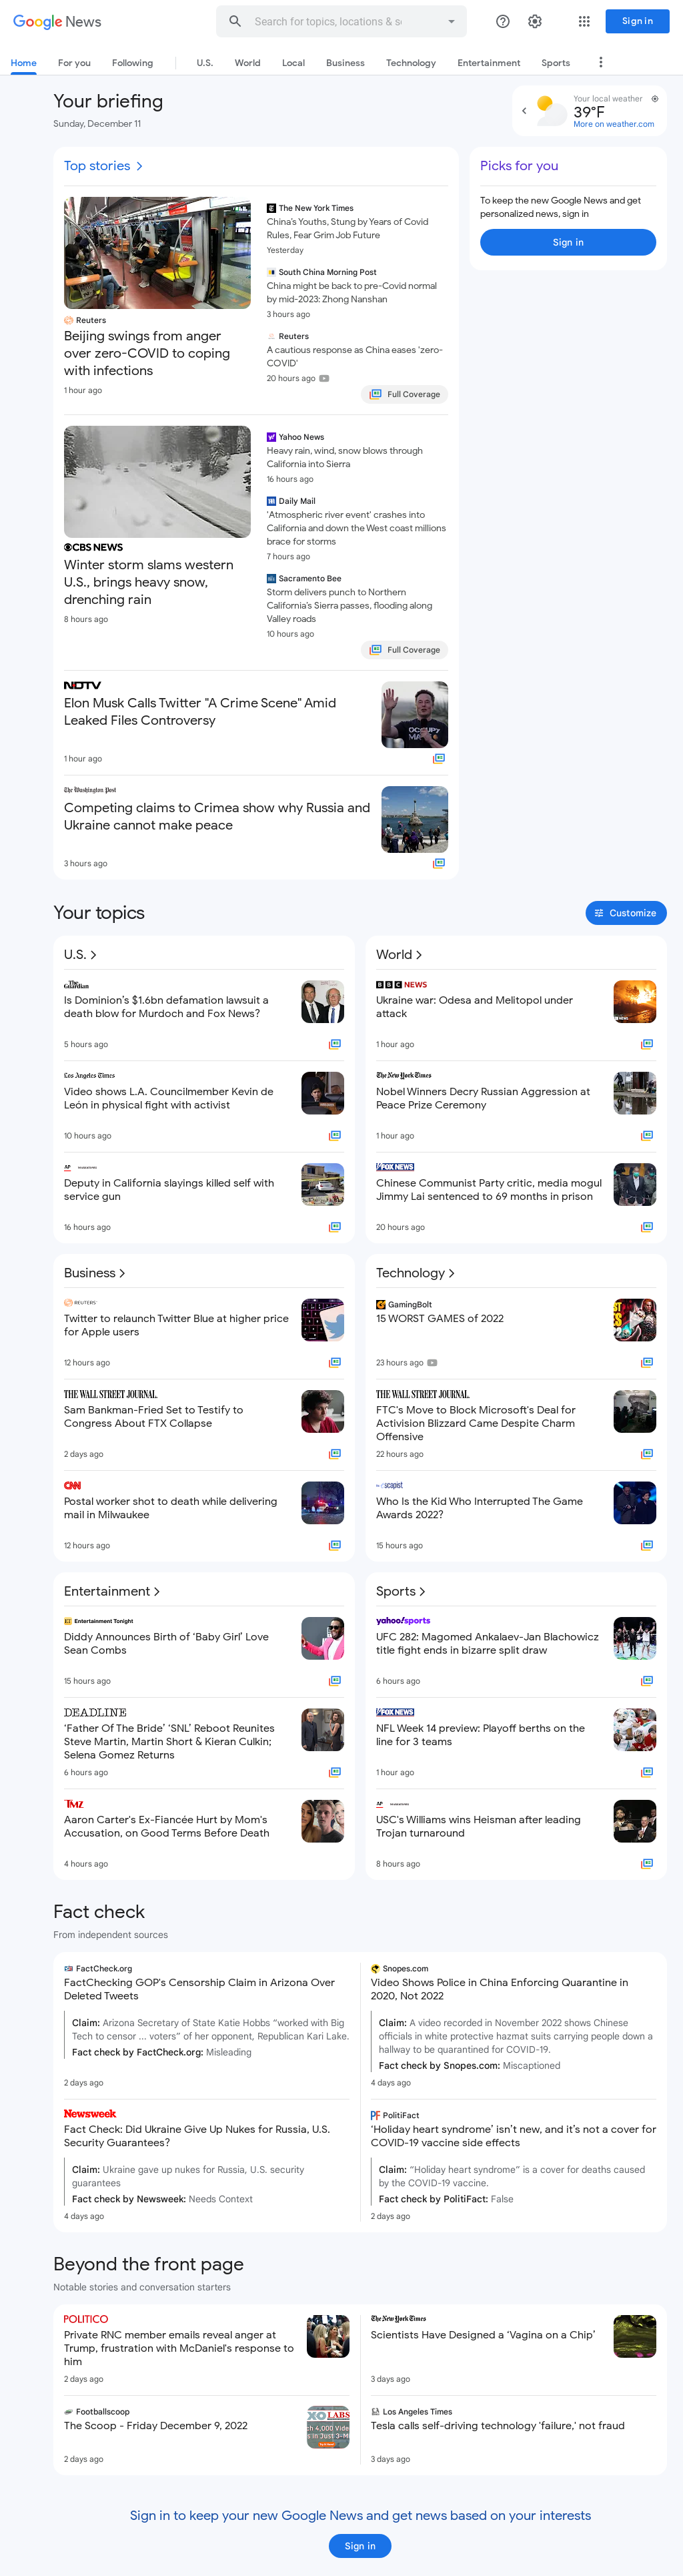 Google News
Search for topics, locations & so
Sign in
Home
For you
Following
U.S.
World
Local
Business
Technology
Entertainment
Sports
Your briefing
Sunday, December 11
Your local weather
39°F
More on weather.com
Top stories
Reuters
Beijing swings from anger
over zero-COVID to coping
with infections
1 hour ago
The New York Times
China's Youths, Stung by Years of Covid
Rules, Fear Grim Job Future
Yesterday
South China Morning Post
China might be back to pre-Covid normal
by mid-2023: Zhong Nanshan
3 hours ago
Reuters
A cautious response as China eases 'zero-
COVID'
20 hours ago
Full Coverage
Picks for you
To keep the new Google News and get
personalized news, sign in
Sign in
CBS NEWS
Winter storm slams western
U.S., brings heavy snow,
drenching rain
8 hours ago
Yahoo News
Heavy rain, wind, snow blows through
California into Sierra
16 hours ago
Daily Mail
'Atmospheric river event' crashes into
California and down the West coast millions
brace for storms
7 hours ago
Sacramento Bee
Storm delivers punch to Northern
California's Sierra passes, flooding along
Valley roads
10 hours ago
Full Coverage
NDTV
Elon Musk Calls Twitter "A Crime Scene" Amid
Leaked Files Controversy
OCCUPY
1 hour ago
The Washington Post
Competing claims to Crimea show why Russia and
Ukraine cannot make peace
3 hours ago
Your topics
Customize
U.S.
The Guardian
Is Dominion's $1.6bn defamation lawsuit a
death blow for Murdoch and Fox News?
5 hours ago
Los Angeles Times
Video shows L.A. Councilmember Kevin de
León in physical fight with activist
10 hours ago
AP
Deputy in California slayings killed self with
service gun
16 hours ago
World
BBC NEWS
Ukraine war: Odesa and Melitopol under
attack
1 hour ago
The New York Times
Nobel Winners Decry Russian Aggression at
Peace Prize Ceremony
1 hour ago
FOX NEWS
Chinese Communist Party critic, media mogul
Jimmy Lai sentenced to 69 months in prison
20 hours ago
Business
REUTERS
Twitter to relaunch Twitter Blue at higher price
for Apple users
12 hours ago
THE WALL STREET JOURNAL.
Sam Bankman-Fried Set to Testify to
Congress About FTX Collapse
2 days ago
CNN
Postal worker shot to death while delivering
mail in Milwaukee
12 hours ago
Technology
GamingBolt
15 WORST GAMES of 2022
23 hours ago
THE WALL STREET JOURNAL.
FTC's Move to Block Microsoft's Deal for
Activision Blizzard Came Despite Charm
Offensive
22 hours ago
the escapist
Who Is the Kid Who Interrupted The Game
Awards 2022?
15 hours ago
Entertainment
ET Entertainment Tonight
Diddy Announces Birth of 'Baby Girl' Love
Sean Combs
15 hours ago
DEADLINE
'Father Of The Bride' 'SNL' Reboot Reunites
Steve Martin, Martin Short & Kieran Culkin;
Selena Gomez Returns
6 hours ago
TMZ
Aaron Carter's Ex-Fiancée Hurt by Mom's
Accusation, on Good Terms Before Death
4 hours ago
Sports
yahoo!sports
UFC 282: Magomed Ankalaev-Jan Blachowicz
title fight ends in bizarre split draw
6 hours ago
FOX NEWS
NFL Week 14 preview: Playoff berths on the
line for 3 teams
1 hour ago
AP
USC's Williams wins Heisman after leading
Trojan turnaround
8 hours ago
Fact check
From independent sources
FactCheck.org
FactChecking GOP's Censorship Claim in Arizona Over
Deleted Tweets
Claim: Arizona Secretary of State Katie Hobbs "worked with Big
Tech to censor ... voters" of her opponent, Republican Kari Lake.
Fact check by FactCheck.org: Misleading
2 days ago
Snopes.com
Video Shows Police in China Enforcing Quarantine in
2020, Not 2022
Claim: A video recorded in November 2022 shows Chinese
officials in white protective hazmat suits carrying people down a
hallway to be quarantined for COVID-19.
Fact check by Snopes.com: Miscaptioned
4 days ago
Newsweek
Fact Check: Did Ukraine Give Up Nukes for Russia, U.S.
Security Guarantees?
Claim: Ukraine gave up nukes for Russia, U.S. security
guarantees
Fact check by Newsweek: Needs Context
4 days ago
PolitiFact
'Holiday heart syndrome' isn't new, and it's not a cover for
COVID-19 vaccine side effects
Claim: "Holiday heart syndrome" is a cover for deaths caused
by the COVID-19 vaccine.
Fact check by PolitiFact: False
2 days ago
Beyond the front page
Notable stories and conversation starters
POLITICO
Private RNC member emails reveal anger at
Trump, frustration with McDaniel's response to
him
2 days ago
The New York Times
Scientists Have Designed a 'Vagina on a Chip'
3 days ago
Footballscoop
The Scoop - Friday December 9, 2022
XO LABS
2 days ago
Los Angeles Times
Tesla calls self-driving technology 'failure,' not fraud
3 days ago
Sign in to keep your new Google News and get news based on your interests
Sign in